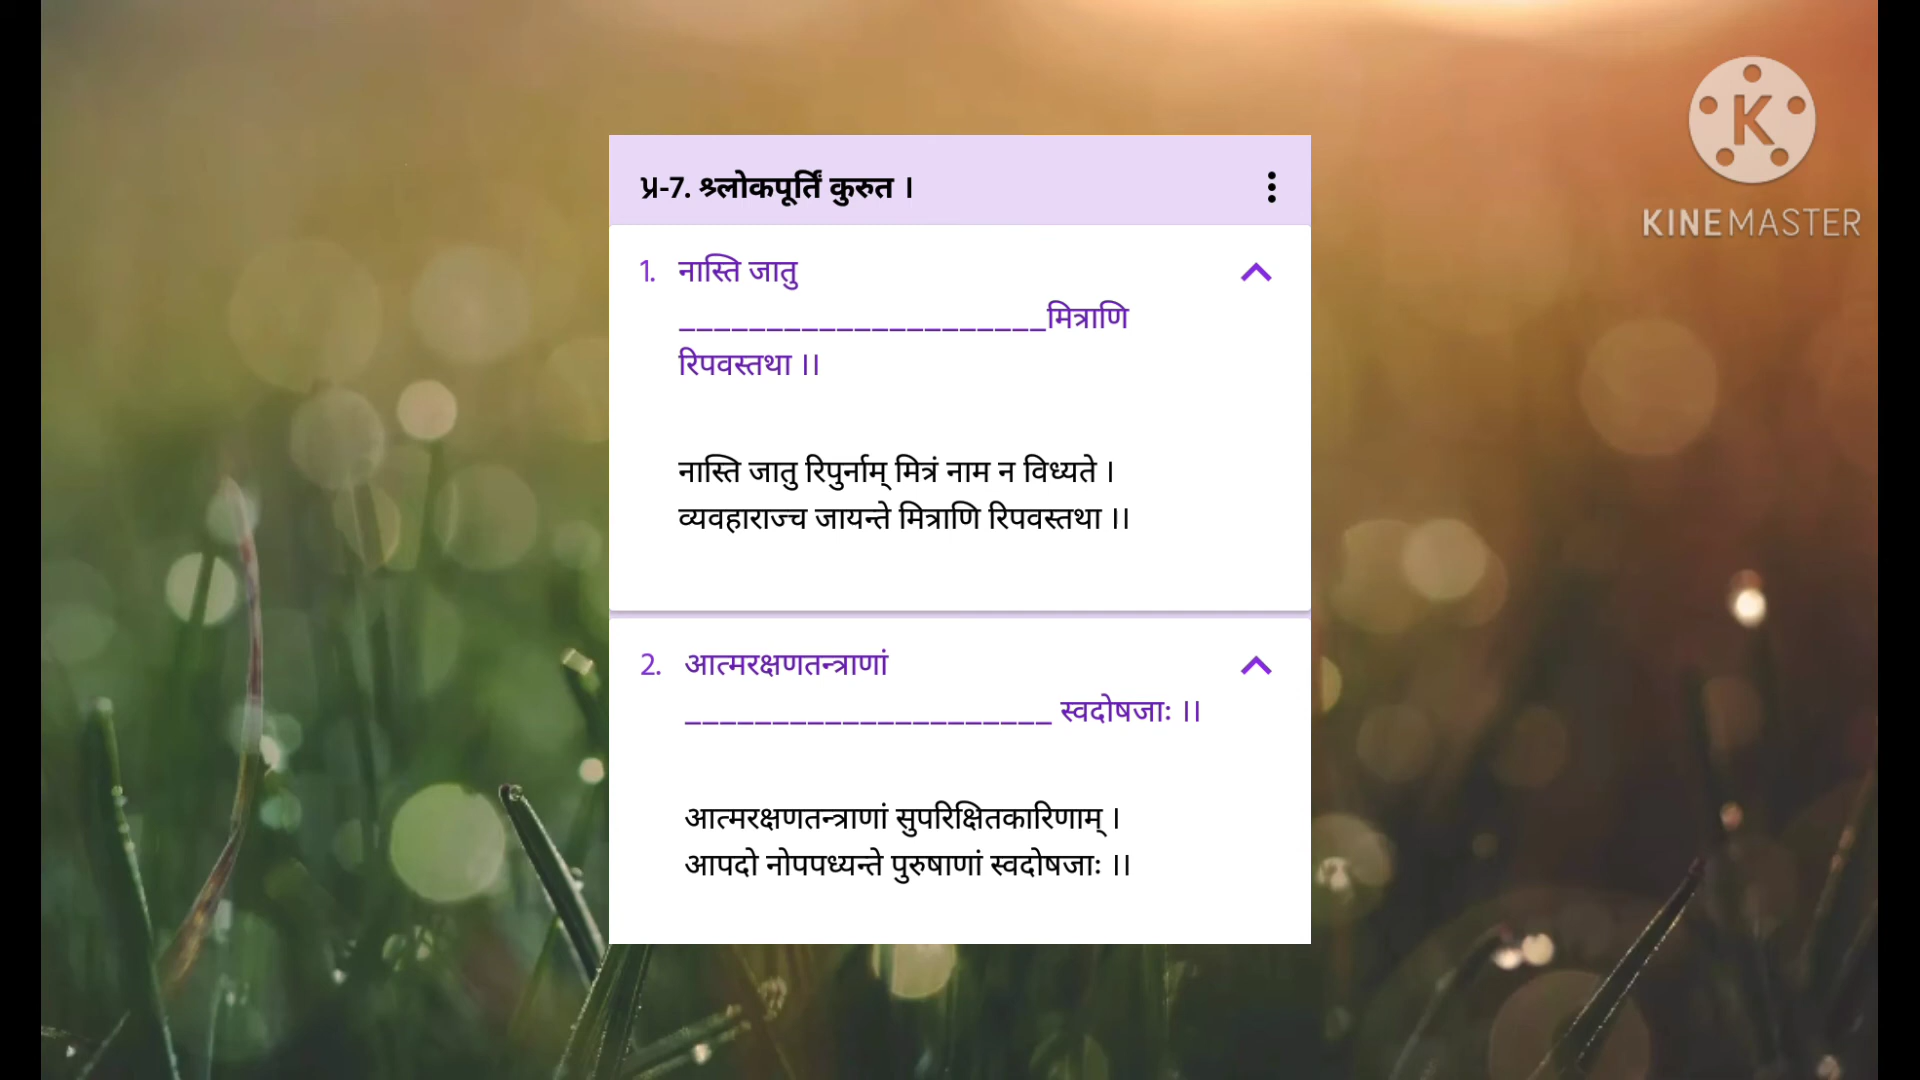 प्र-7. श्र्लोकपूर्तिं कुरुत ।
1. नास्ति जातु
_____________________मित्राणि
रिपवस्तथा ।।
नास्ति जातु रिपुर्नाम् मित्रं नाम न विध्यते ।
व्यवहाराज्च जायन्ते मित्राणि रिपवस्तथा ।।
2. आत्मरक्षणतन्त्राणां
_____________________ स्वदोषजाः ।।
आत्मरक्षणतन्त्राणां सुपरिक्षितकारिणाम् ।
आपदो नोपपध्यन्ते पुरुषाणां स्वदोषजाः ।।
K
KINEMASTER